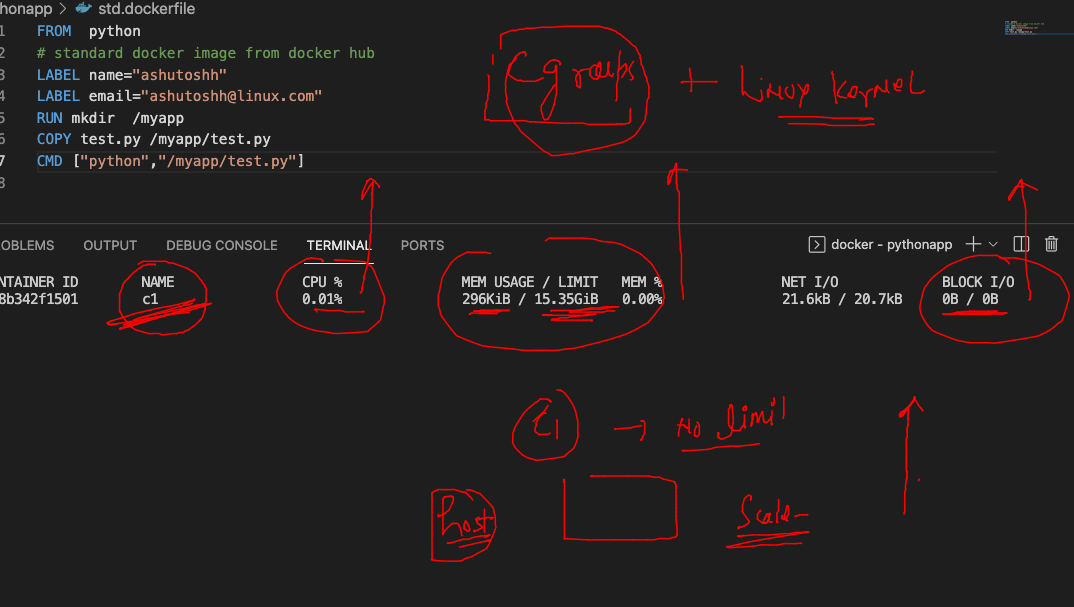 honapp > std.dockerfile
1 FROM python
2 # standard docker image from docker hub
3 LABEL name="ashutoshh"
4 LABEL email="ashutoshh@linux.com"
5 RUN mkdir /myapp
6 COPY test.py /myapp/test.py
7 CMD ["python","/myapp/test.py"]
8
Cgroups + Linux Kernel
OBLEMS OUTPUT DEBUG CONSOLE TERMINAL PORTS docker - pythonapp
NTAINER ID NAME CPU % MEM USAGE / LIMIT MEM % NET I/O BLOCK I/O
8b342f1501 c1 0.01% 296KiB / 15.35GiB 0.00% 21.6kB / 20.7kB 0B / 0B
C1 → No limit
host Scale